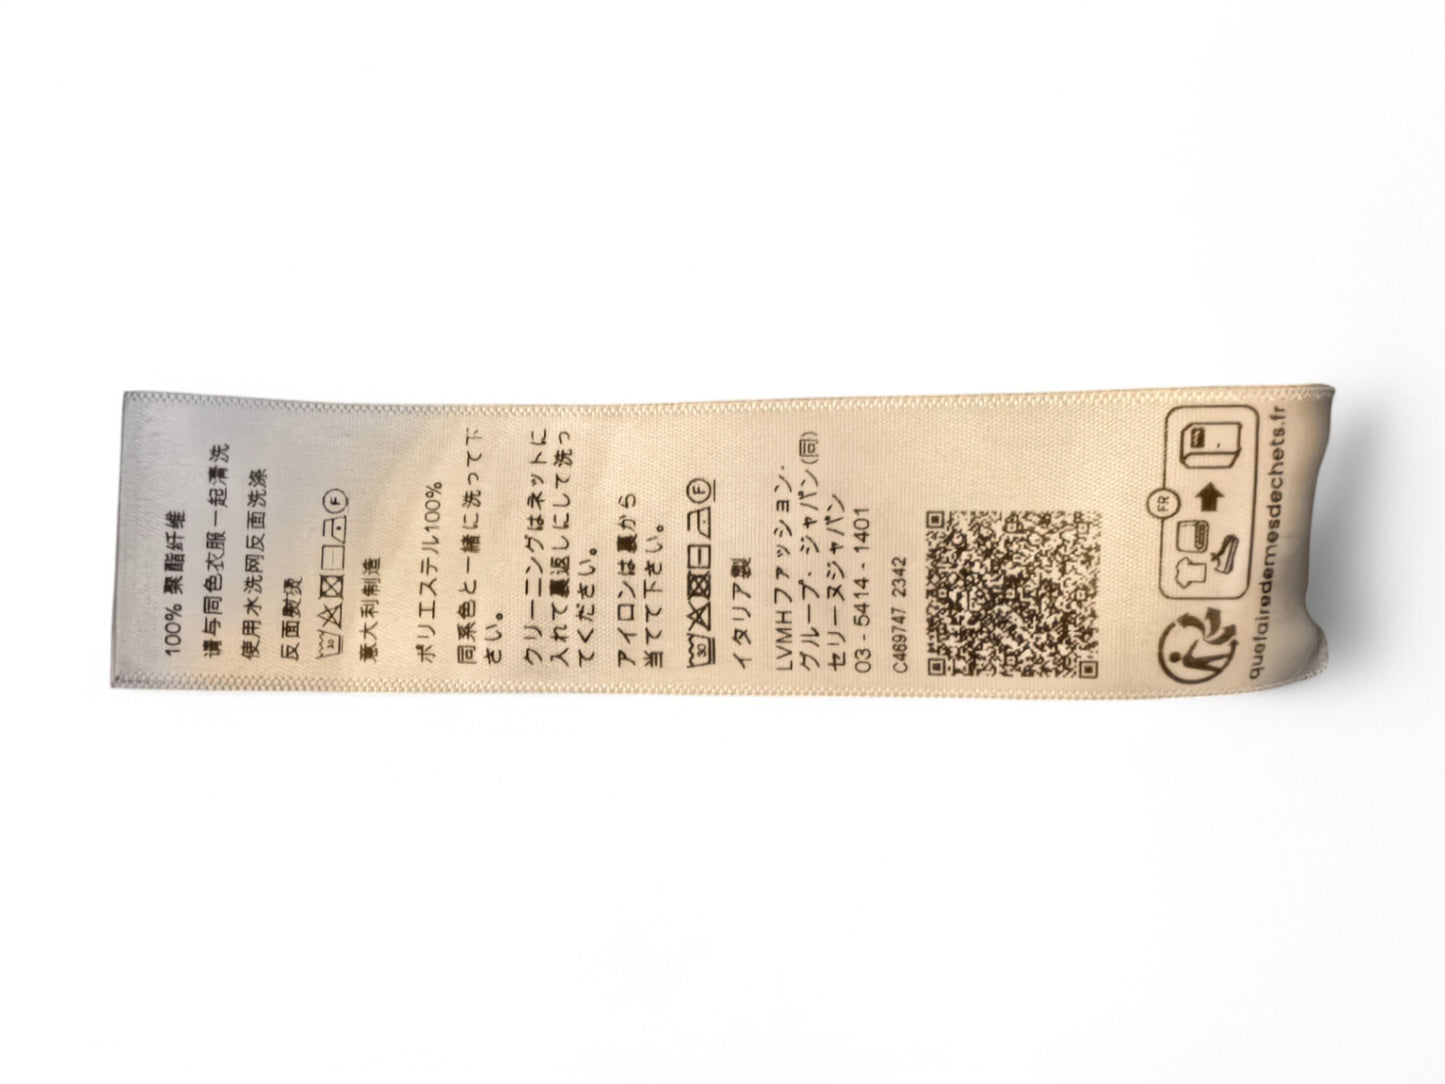 100% 聚酯纤维
请与同色衣服一起清洗
使用水洗网反面洗涤
反面熨烫
30 F
意大利制造
ポリエステル100%
同系色と一緒に洗って下
さい。
クリーニングはネットに
入れて裏返しにして洗っ
てください。
アイロンは裏から
当てて下さい。
30 F
イタリア製
LVMHファッション・
グループ・ジャパン(同)
セリーヌジャパン
03 - 5414 - 1401
C469747 2342
FR
quefairedemesdechets.fr